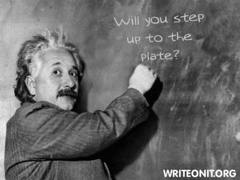 Will you step
up to the
plate?
WRITEONIT.ORG